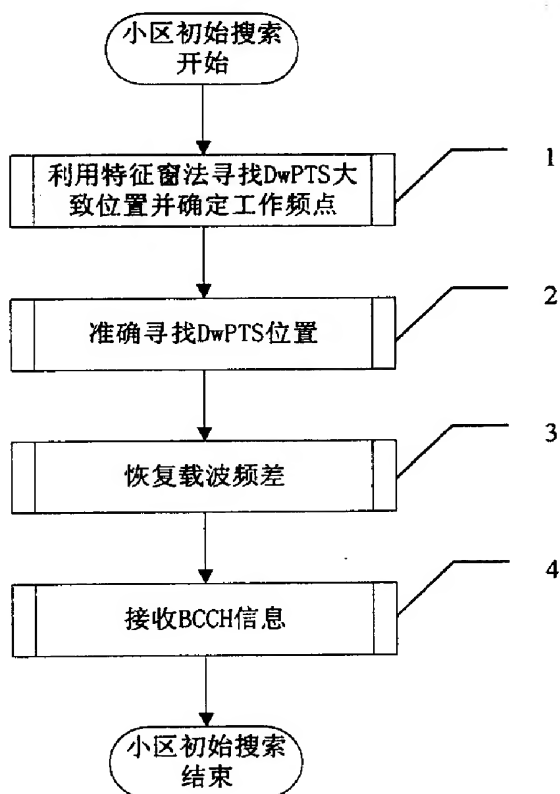 小区初始搜索
开始
利用特征窗法寻找DwPTS大
致位置并确定工作频点
1
准确寻找DwPTS位置
2
恢复载波频差
3
接收BCCH信息
4
小区初始搜索
结束